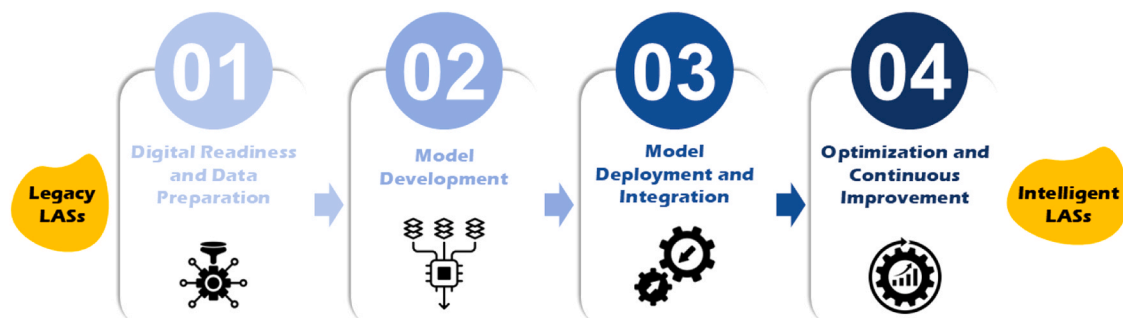 Legacy
LASs
01
Digital Readiness
and Data
Preparation
02
Model
Development
03
Model
Deployment and
Integration
04
Optimization and
Continuous
Improvement
Intelligent
LASs